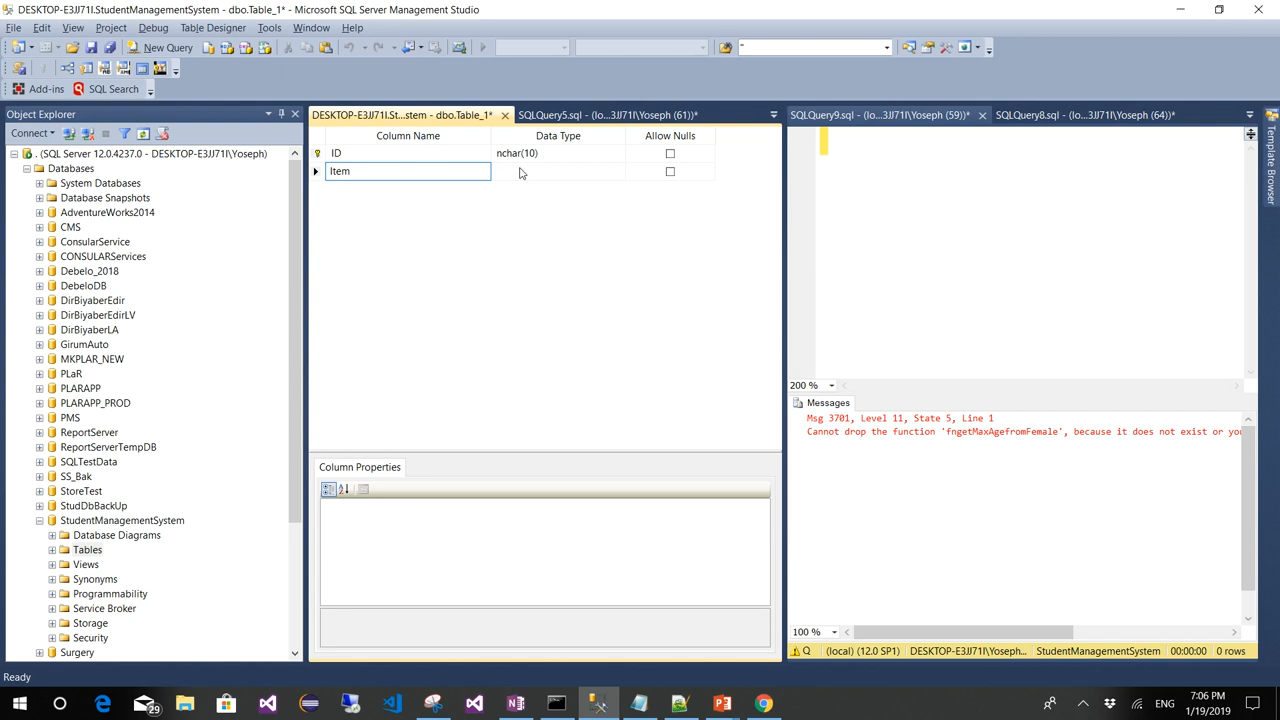 DESKTOP-E3JJ71I.StudentManagementSystem - dbo.Table_1* - Microsoft SQL Server Management Studio
File Edit View Project Debug Table Designer Tools Window Help
New Query
Add-ins SQL Search
Object Explorer
Connect
. (SQL Server 12.0.4237.0 - DESKTOP-E3JJ71I\Yoseph)
Databases
System Databases
Database Snapshots
AdventureWorks2014
CMS
ConsularService
CONSULARServices
Debelo_2018
DebeloDB
DirBiyaberEdir
DirBiyaberEdirLV
DirBiyaberLA
GirumAuto
MKPLAR_NEW
PLaR
PLARAPP
PLARAPP_PROD
PMS
ReportServer
ReportServerTempDB
SQLTestData
SS_Bak
StoreTest
StudDbBackUp
StudentManagementSystem
Database Diagrams
Tables
Views
Synonyms
Programmability
Service Broker
Storage
Security
Surgery
DESKTOP-E3JJ71I.St...stem - dbo.Table_1* SQLQuery5.sql - (lo...3JJ71I\Yoseph (61))*
Column Name Data Type Allow Nulls
ID nchar(10)
Item
Column Properties
SQLQuery9.sql - (lo...3JJ71I\Yoseph (59))* SQLQuery8.sql - (lo...3JJ71I\Yoseph (64))*
200 %
Messages
Msg 3701, Level 11, State 5, Line 1
Cannot drop the function 'fngetMaxAgefromFemale', because it does not exist or yo
100 %
Q (local) (12.0 SP1) DESKTOP-E3JJ71I\Yoseph... StudentManagementSystem 00:00:00 0 rows
Template Browser
Ready
29
ENG
7:06 PM
1/19/2019